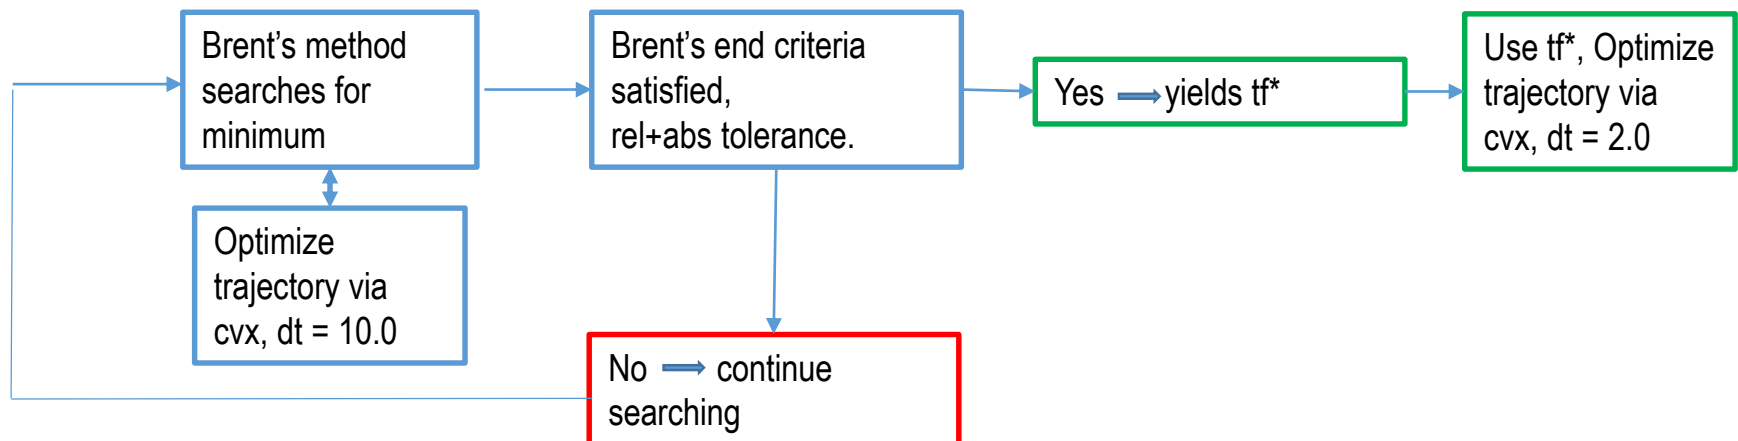 Brent’s method
searches for
minimum
Brent’s end criteria
satisfied,
rel+abs tolerance.
Yes yields tf*
Use tf*, Optimize
trajectory via
cvx, dt = 2.0
Optimize
trajectory via
cvx, dt = 10.0
No continue
searching